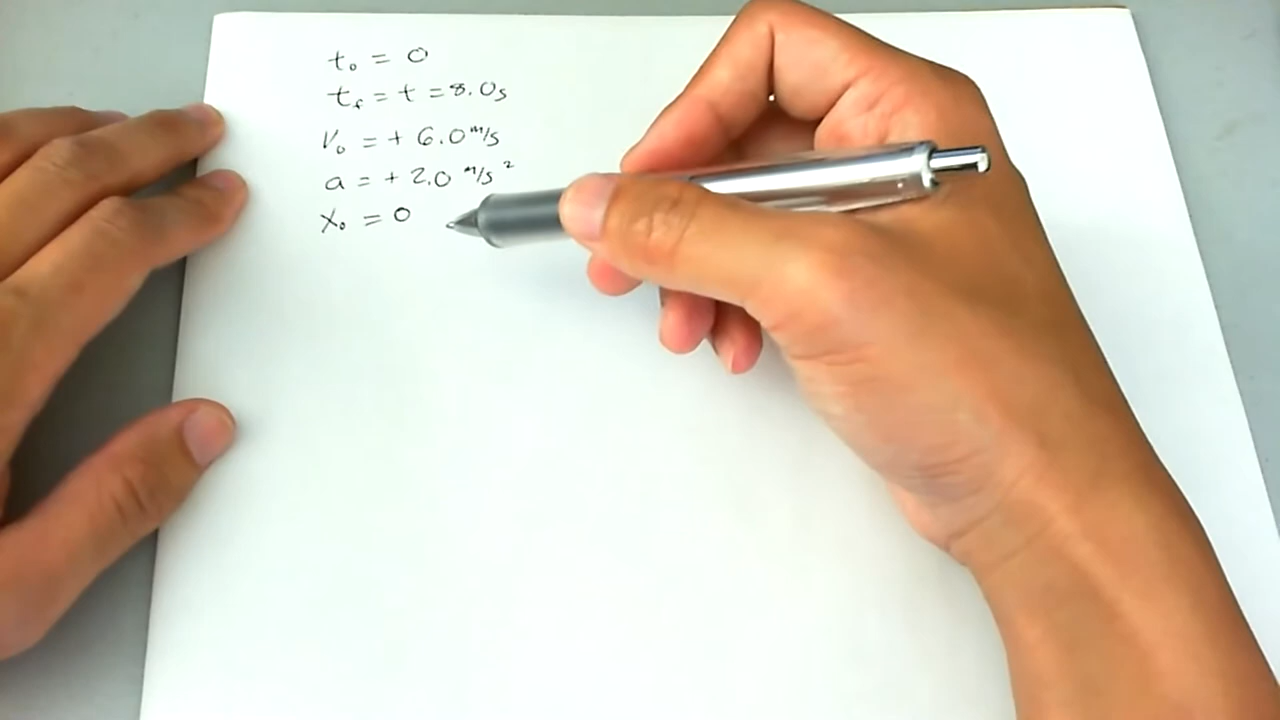 t₀ = 0
t_f = t = 8.0s
V₀ = + 6.0 m/s
a = + 2.0 m/s²
X₀ = 0